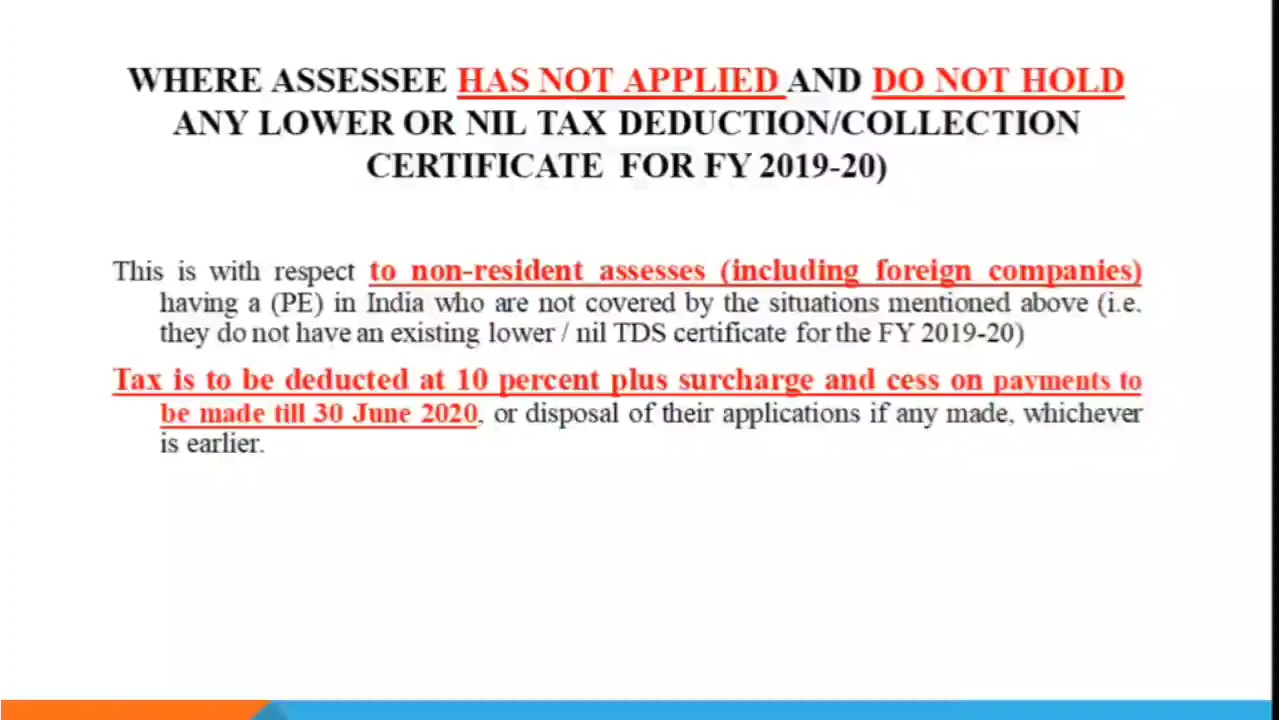 WHERE ASSESSEE HAS NOT APPLIED AND DO NOT HOLD
ANY LOWER OR NIL TAX DEDUCTION/COLLECTION
CERTIFICATE FOR FY 2019-20)
This is with respect to non-resident assesses (including foreign companies)
having a (PE) in India who are not covered by the situations mentioned above (i.e.
they do not have an existing lower / nil TDS certificate for the FY 2019-20)
Tax is to be deducted at 10 percent plus surcharge and cess on payments to
be made till 30 June 2020, or disposal of their applications if any made, whichever
is earlier.